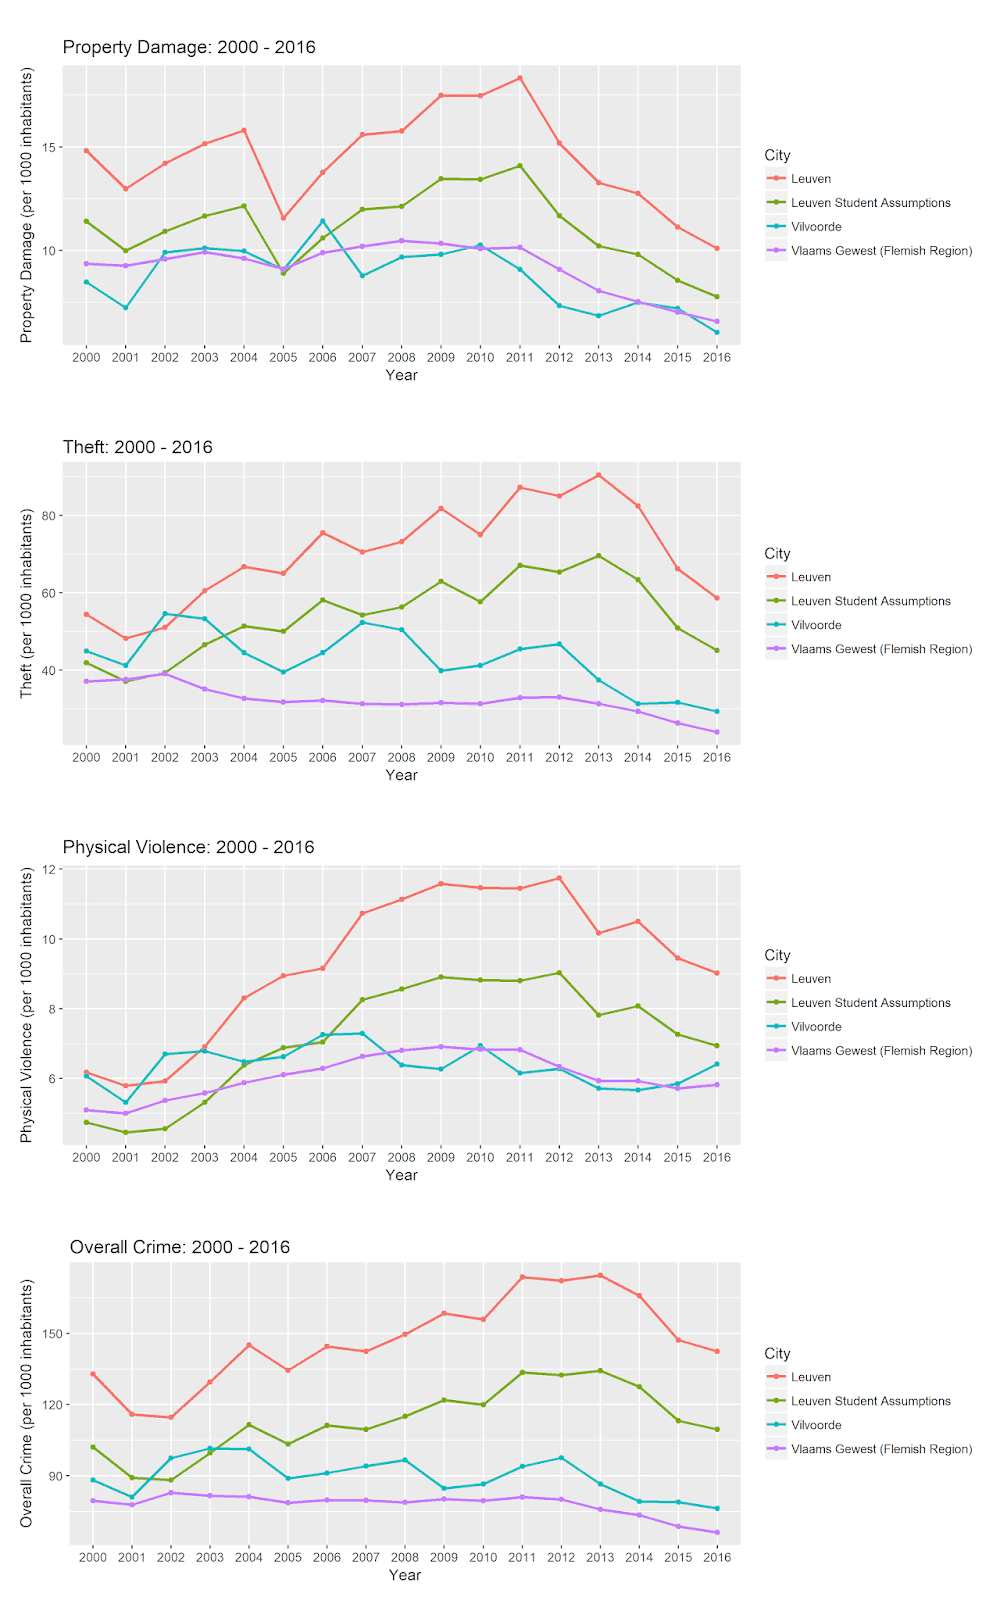 Property Damage: 2000 - 2016
Property Damage (per 1000 inhabitants)
15
10
2000 2001 2002 2003 2004 2005 2006 2007 2008 2009 2010 2011 2012 2013 2014 2015 2016
Year
City
Leuven
Leuven Student Assumptions
Vilvoorde
Vlaams Gewest (Flemish Region)
Theft: 2000 - 2016
Theft (per 1000 inhabitants)
80
60
40
2000 2001 2002 2003 2004 2005 2006 2007 2008 2009 2010 2011 2012 2013 2014 2015 2016
Year
City
Leuven
Leuven Student Assumptions
Vilvoorde
Vlaams Gewest (Flemish Region)
Physical Violence: 2000 - 2016
Physical Violence (per 1000 inhabitants)
12
10
8
6
2000 2001 2002 2003 2004 2005 2006 2007 2008 2009 2010 2011 2012 2013 2014 2015 2016
Year
City
Leuven
Leuven Student Assumptions
Vilvoorde
Vlaams Gewest (Flemish Region)
Overall Crime: 2000 - 2016
Overall Crime (per 1000 inhabitants)
150
120
90
2000 2001 2002 2003 2004 2005 2006 2007 2008 2009 2010 2011 2012 2013 2014 2015 2016
Year
City
Leuven
Leuven Student Assumptions
Vilvoorde
Vlaams Gewest (Flemish Region)